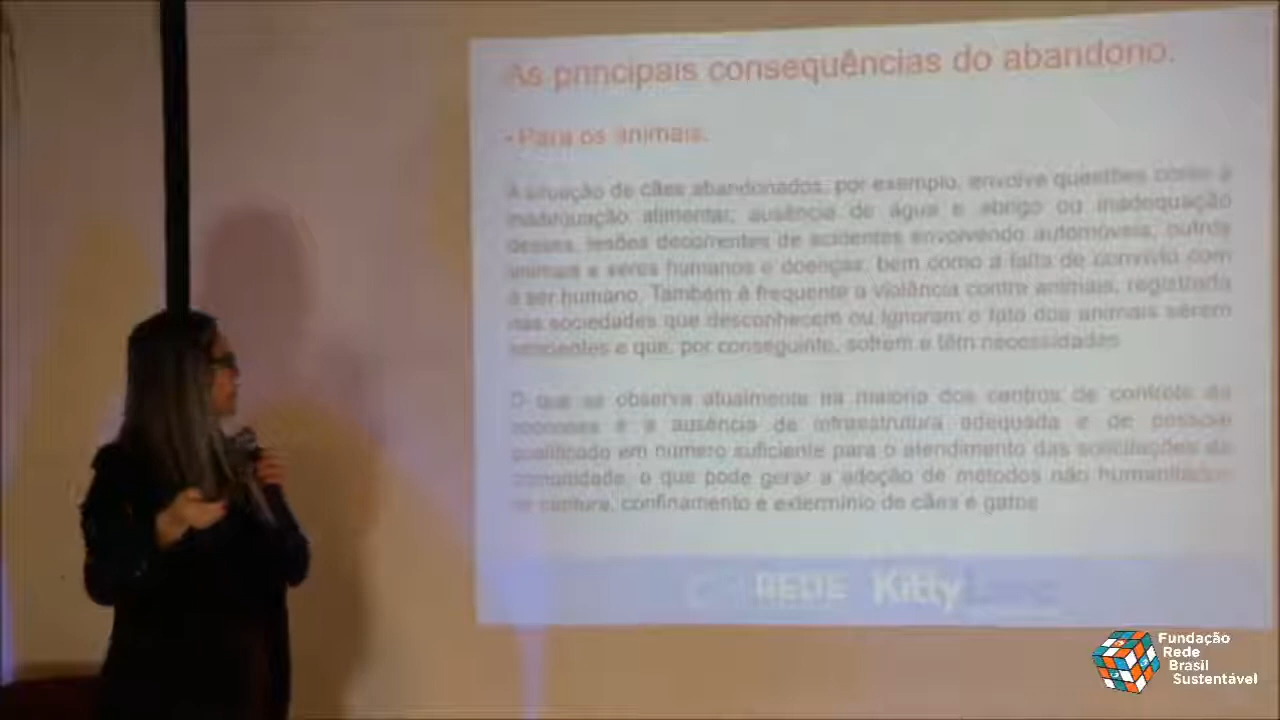 As principais consequências do abandono.
- Para os animais.
A situação de cães abandonados, por exemplo, envolve questões como a
inadequação alimentar, ausência de água e abrigo ou inadequação
desses, lesões decorrentes de acidentes envolvendo automóveis, outros
animais e seres humanos e doenças, bem como a falta de convívio com
o ser humano. Também é frequente a violência contra animais, registrada
nas sociedades que desconhecem ou ignoram o fato dos animais serem
sencientes e que, por conseguinte, sofrem e têm necessidades
O que se observa atualmente na maioria dos centros de controle de
zoonoses é a ausência de infraestrutura adequada e de pessoal
qualificado em número suficiente para o atendimento das solicitações da
comunidade, o que pode gerar a adoção de métodos não humanitários
de captura, confinamento e extermínio de cães e gatos
REDE Kitty
Fundação
Rede
Brasil
Sustentável